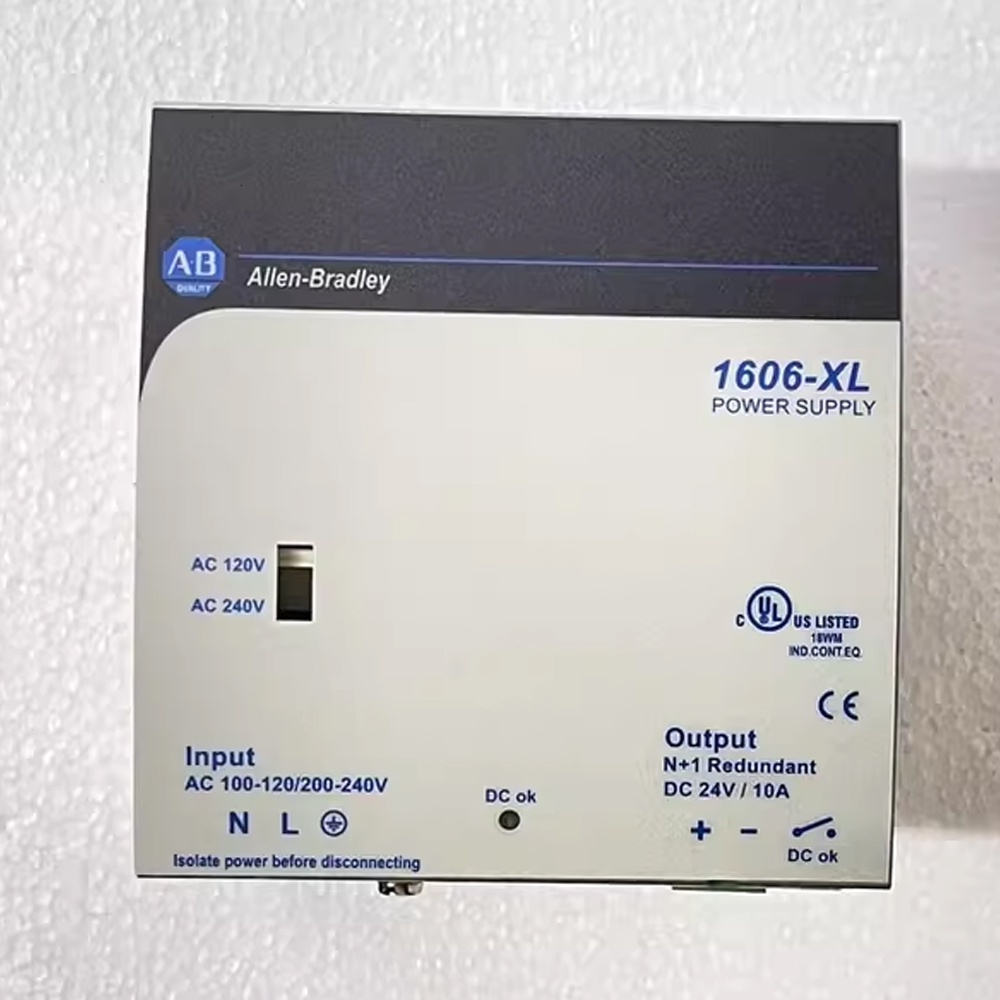 A-B
QUALITY
Allen-Bradley
1606-XL
POWER SUPPLY
AC 120V
AC 240V
C UL US LISTED
18WM
IND.CONT.EQ.
CE
Input
AC 100-120/200-240V
N L
Isolate power before disconnecting
DC ok
Output
N+1 Redundant
DC 24V / 10A
+ −
DC ok